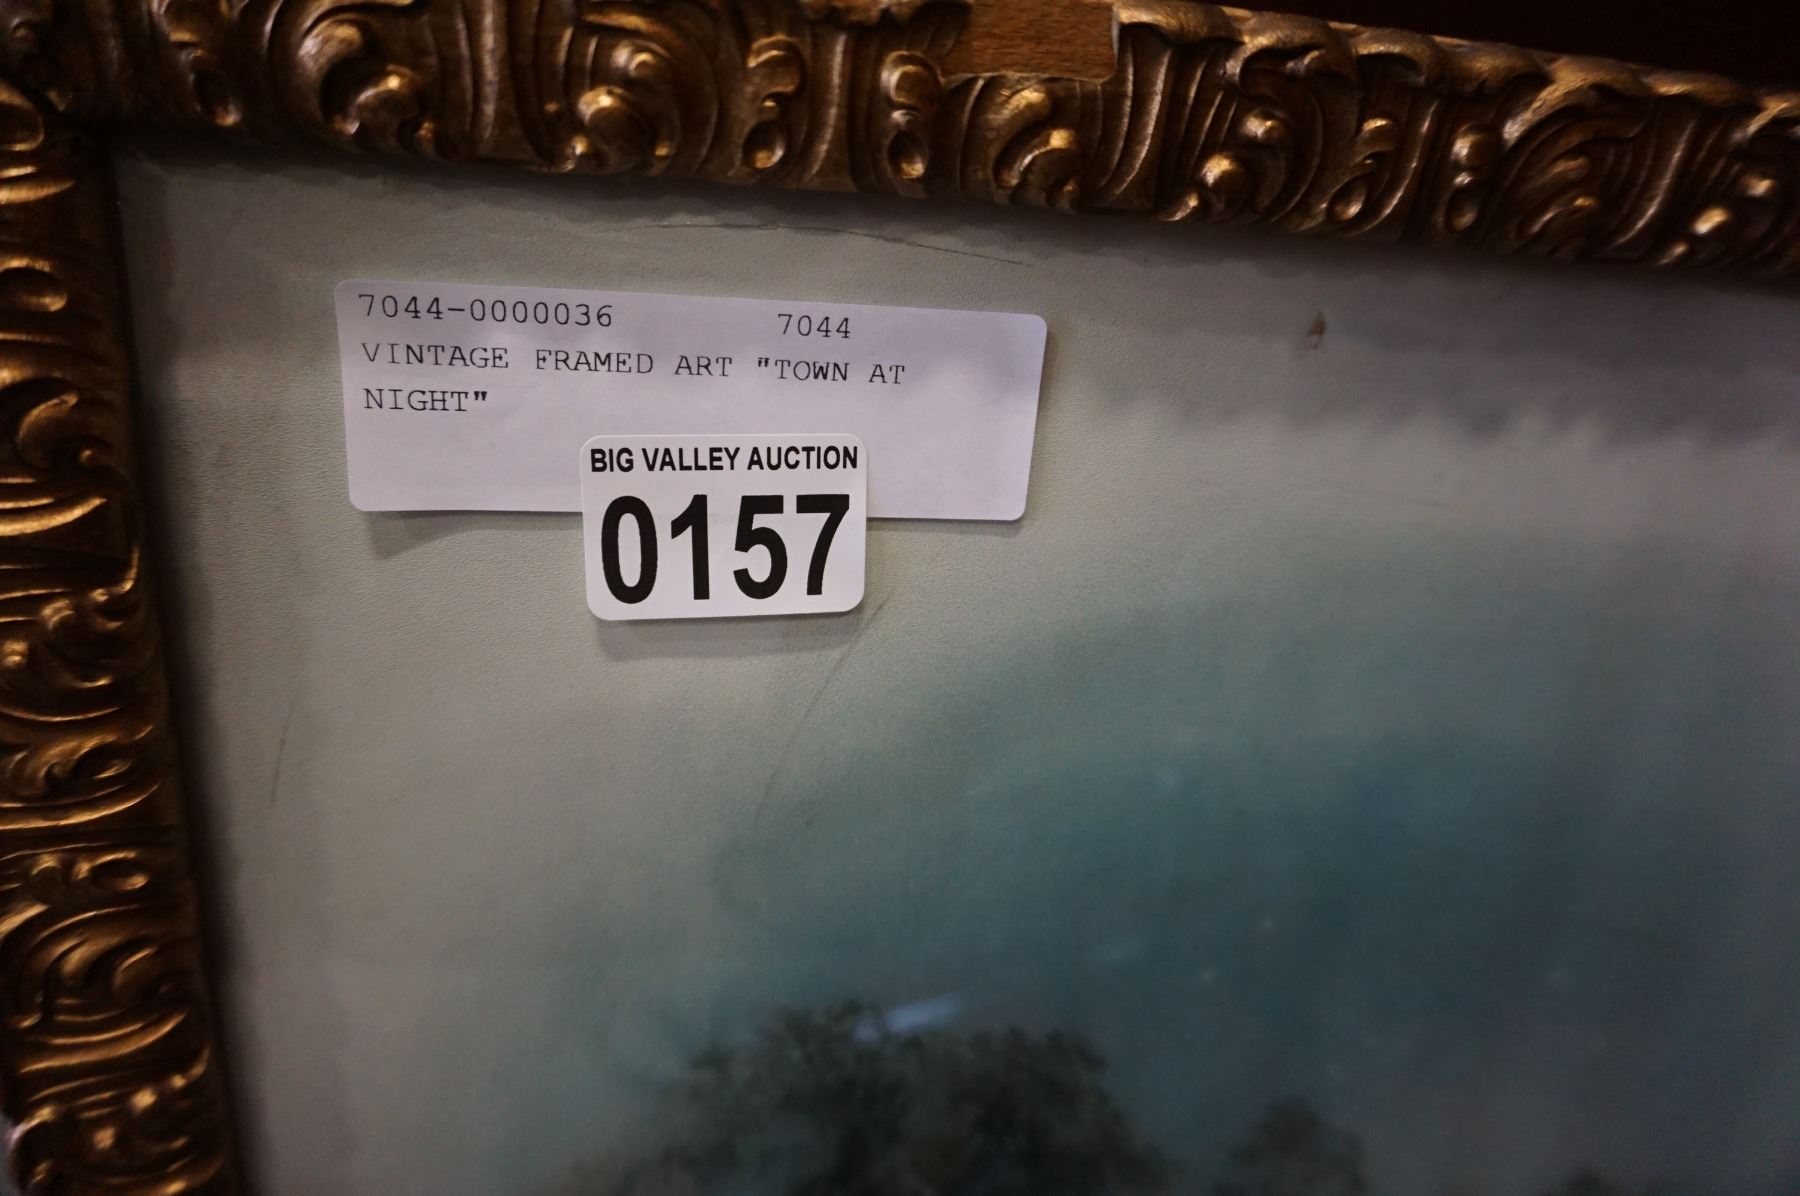 7044-0000036 7044
VINTAGE FRAMED ART "TOWN AT
NIGHT"
BIG VALLEY AUCTION
0157